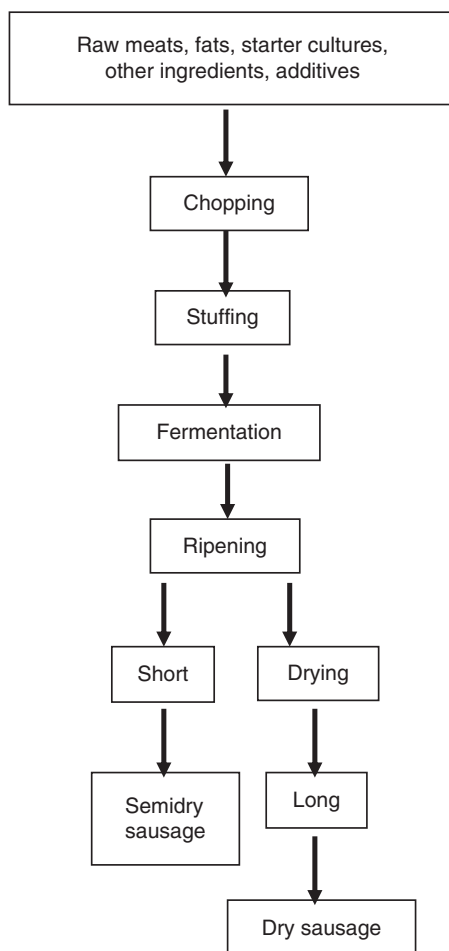 Raw meats, fats, starter cultures,
other ingredients, additives
Chopping
Stuffing
Fermentation
Ripening
Short
Drying
Semidry
sausage
Long
Dry sausage